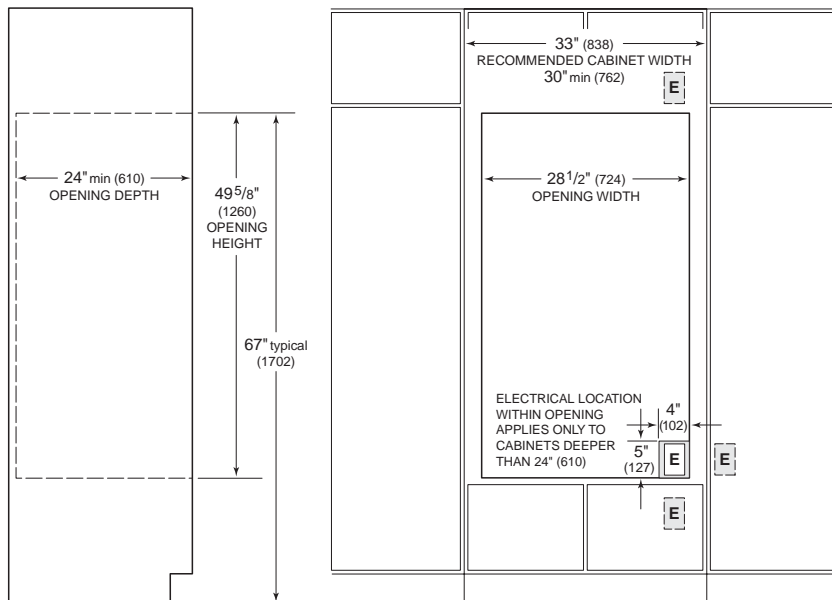 24" min (610)
OPENING DEPTH
49 5/8"
(1260)
OPENING
HEIGHT
67" typical
(1702)
33" (838)
RECOMMENDED CABINET WIDTH
30" min (762)
E
28 1/2" (724)
OPENING WIDTH
ELECTRICAL LOCATION
WITHIN OPENING
APPLIES ONLY TO
CABINETS DEEPER
THAN 24" (610)
4"
(102)
5"
(127)
E
E
E